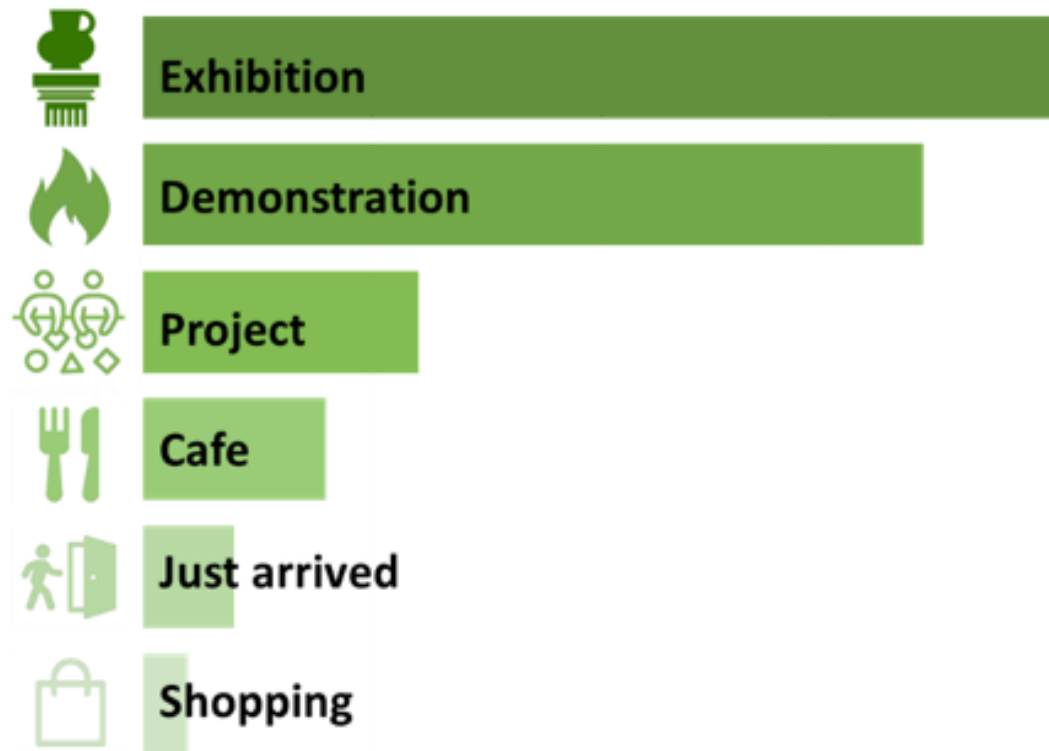 Exhibition
Demonstration
Project
Cafe
Just arrived
Shopping